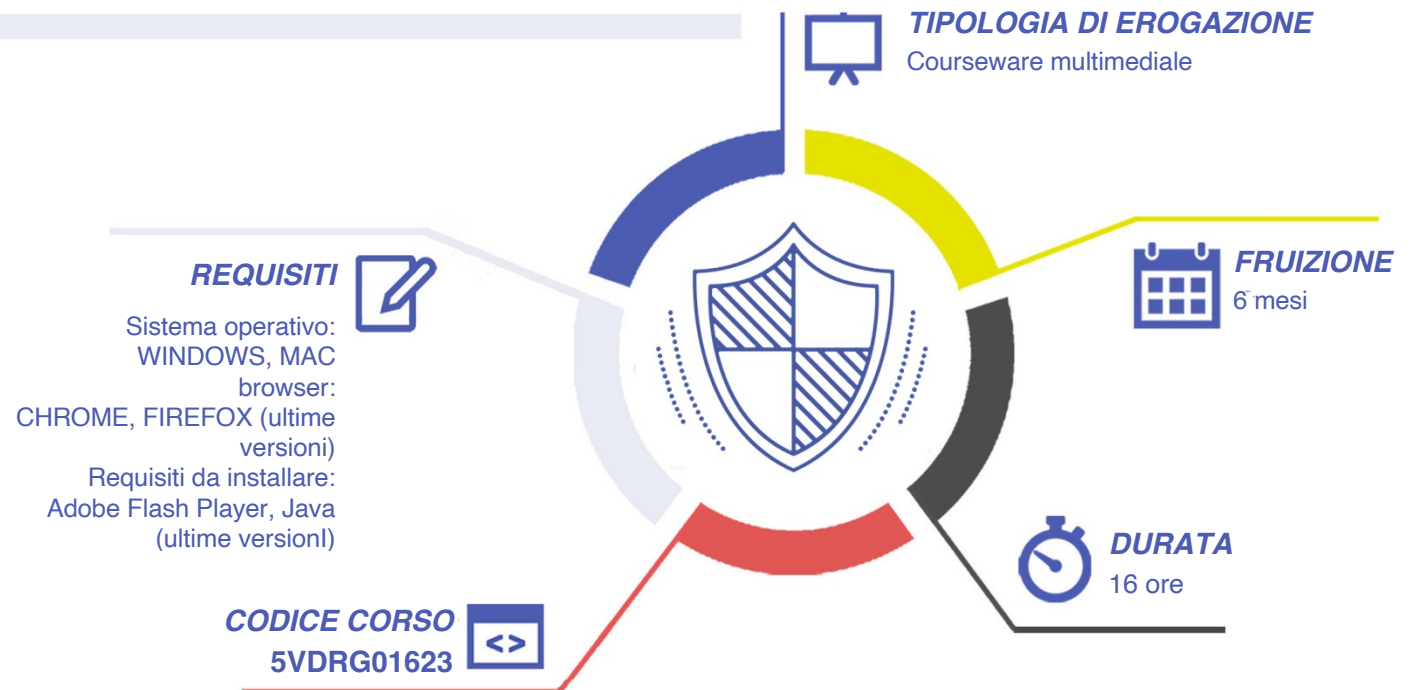 TIPOLOGIA DI EROGAZIONE
Courseware multimediale
REQUISITI
Sistema operativo:
WINDOWS, MAC
browser:
CHROME, FIREFOX (ultime
versioni)
Requisiti da installare:
Adobe Flash Player, Java
(ultime versionI)
FRUIZIONE
6 mesi
DURATA
16 ore
CODICE CORSO
<>
5VDRG01623